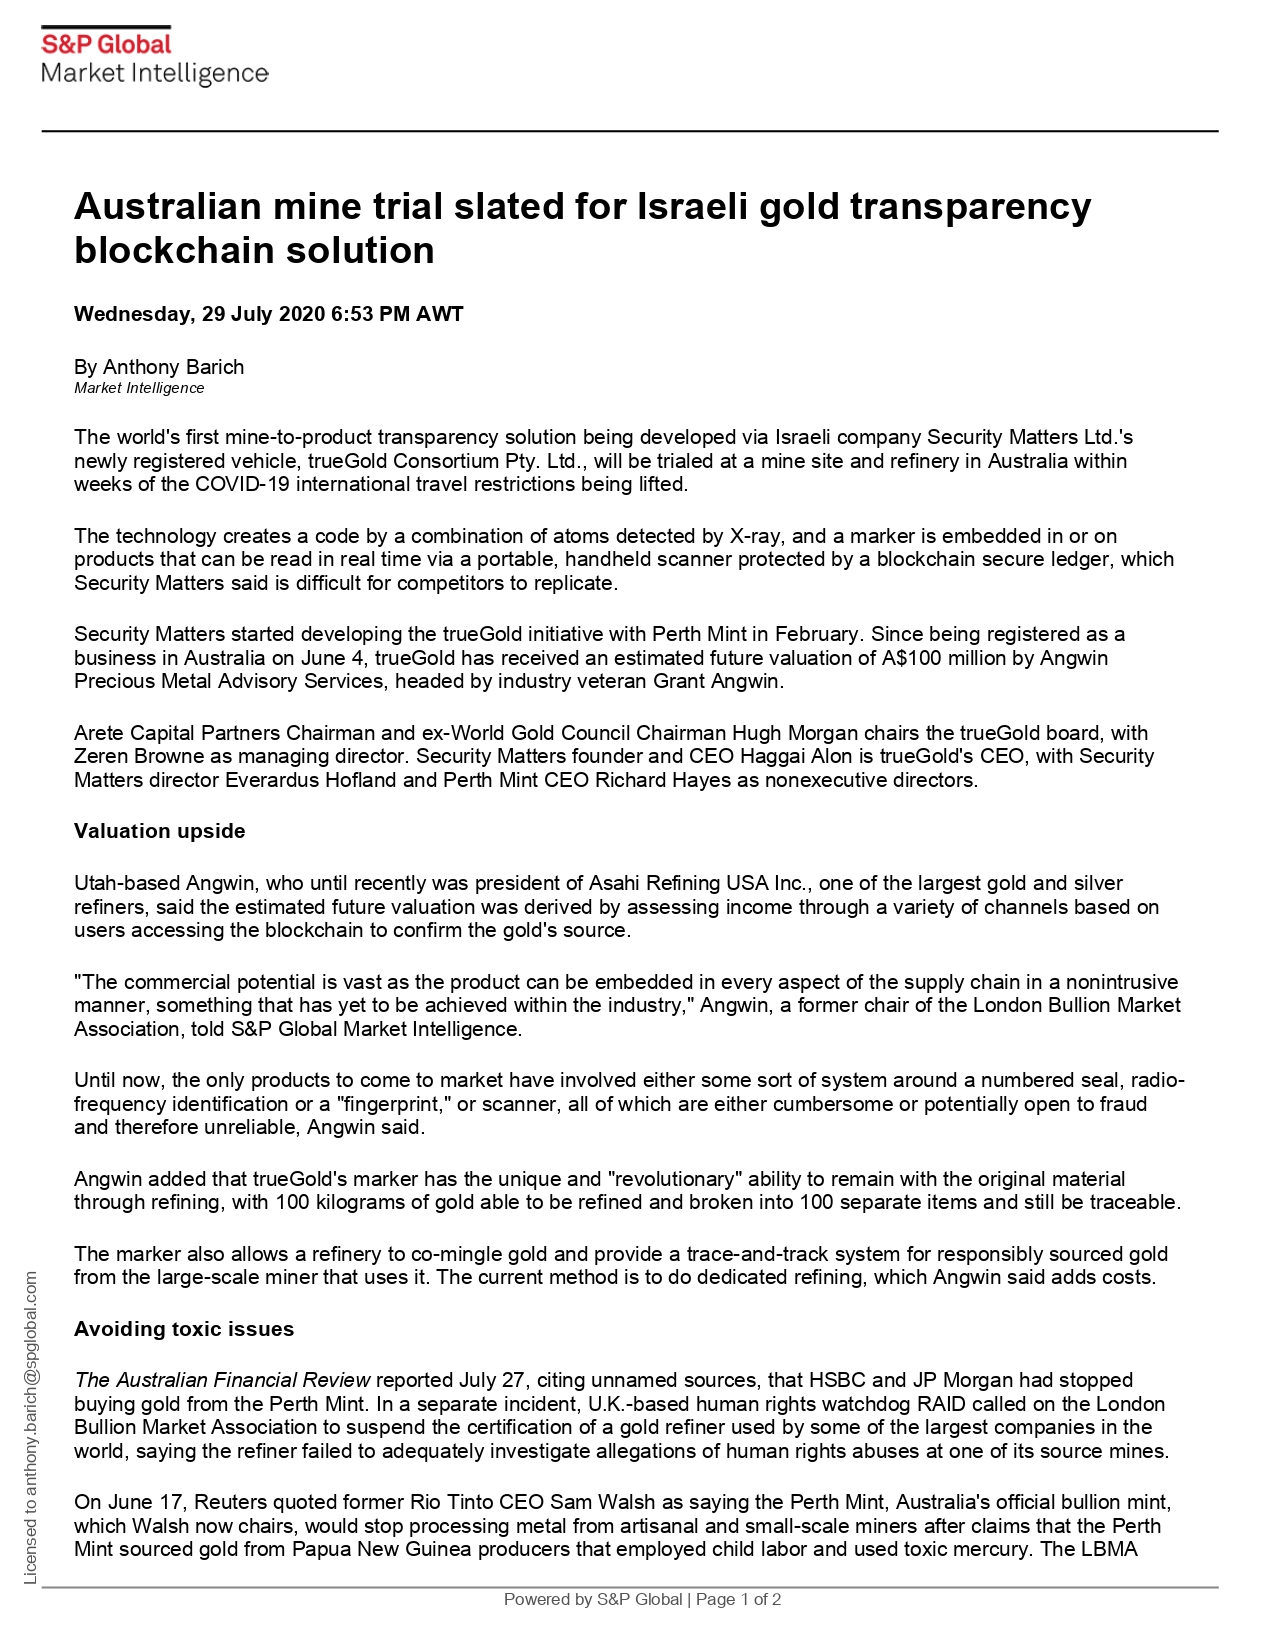 S&P Global
Market Intelligence
Australian mine trial slated for Israeli gold transparency
blockchain solution
Wednesday, 29 July 2020 6:53 PM AWT
By Anthony Barich
Market Intelligence
The world's first mine-to-product transparency solution being developed via Israeli company Security Matters Ltd.'s
newly registered vehicle, trueGold Consortium Pty. Ltd., will be trialed at a mine site and refinery in Australia within
weeks of the COVID-19 international travel restrictions being lifted.
The technology creates a code by a combination of atoms detected by X-ray, and a marker is embedded in or on
products that can be read in real time via a portable, handheld scanner protected by a blockchain secure ledger, which
Security Matters said is difficult for competitors to replicate.
Security Matters started developing the trueGold initiative with Perth Mint in February. Since being registered as a
business in Australia on June 4, trueGold has received an estimated future valuation of A$100 million by Angwin
Precious Metal Advisory Services, headed by industry veteran Grant Angwin.
Arete Capital Partners Chairman and ex-World Gold Council Chairman Hugh Morgan chairs the trueGold board, with
Zeren Browne as managing director. Security Matters founder and CEO Haggai Alon is trueGold's CEO, with Security
Matters director Everardus Hofland and Perth Mint CEO Richard Hayes as nonexecutive directors.
Valuation upside
Utah-based Angwin, who until recently was president of Asahi Refining USA Inc., one of the largest gold and silver
refiners, said the estimated future valuation was derived by assessing income through a variety of channels based on
users accessing the blockchain to confirm the gold's source.
"The commercial potential is vast as the product can be embedded in every aspect of the supply chain in a nonintrusive
manner, something that has yet to be achieved within the industry," Angwin, a former chair of the London Bullion Market
Association, told S&P Global Market Intelligence.
Until now, the only products to come to market have involved either some sort of system around a numbered seal, radio-
frequency identification or a "fingerprint," or scanner, all of which are either cumbersome or potentially open to fraud
and therefore unreliable, Angwin said.
Angwin added that trueGold's marker has the unique and "revolutionary" ability to remain with the original material
through refining, with 100 kilograms of gold able to be refined and broken into 100 separate items and still be traceable.
The marker also allows a refinery to co-mingle gold and provide a trace-and-track system for responsibly sourced gold
from the large-scale miner that uses it. The current method is to do dedicated refining, which Angwin said adds costs.
Avoiding toxic issues
The Australian Financial Review reported July 27, citing unnamed sources, that HSBC and JP Morgan had stopped
buying gold from the Perth Mint. In a separate incident, U.K.-based human rights watchdog RAID called on the London
Bullion Market Association to suspend the certification of a gold refiner used by some of the largest companies in the
world, saying the refiner failed to adequately investigate allegations of human rights abuses at one of its source mines.
On June 17, Reuters quoted former Rio Tinto CEO Sam Walsh as saying the Perth Mint, Australia's official bullion mint,
which Walsh now chairs, would stop processing metal from artisanal and small-scale miners after claims that the Perth
Mint sourced gold from Papua New Guinea producers that employed child labor and used toxic mercury. The LBMA
Licensed to anthony.barich@spglobal.com
Powered by S&P Global | Page 1 of 2